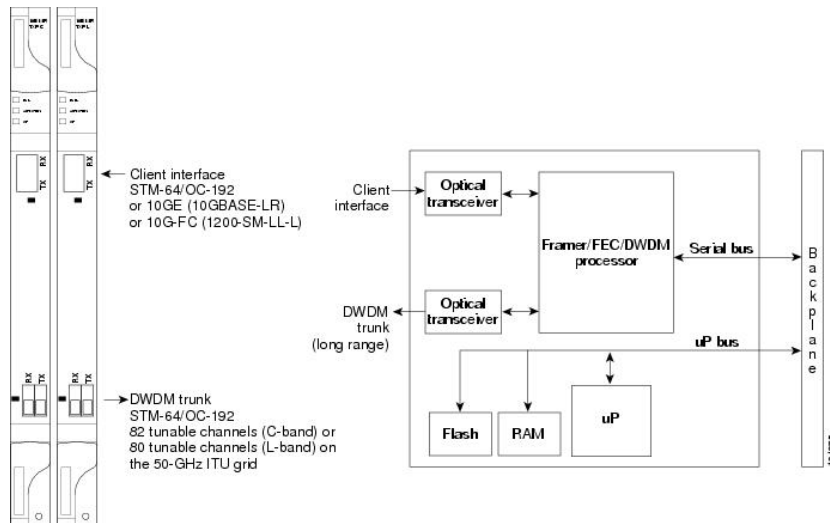 RX
TX
RX
TX
Client interface
STM-64/OC-192
or 10GE (10GBASE-LR)
or 10G-FC (1200-SM-LL-L)
RX
TX
RX
TX
DWDM trunk
STM-64/OC-192
82 tunable channels (C-band) or
80 tunable channels (L-band) on
the 50-GHz ITU grid
Client
interface
Optical
transceiver
Framer/FEC/DWDM
processor
Serial bus
DWDM
trunk
(long range)
Optical
transceiver
uP bus
Flash
RAM
uP
Backplane